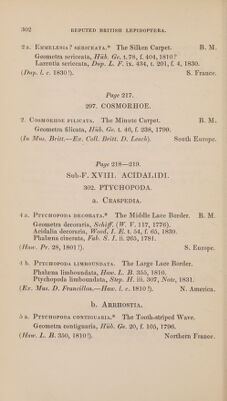 302 REPUTED BRITISH LEPIDOPTERA.
2 a. Emmelesia? sericeata.* The Silken Carpet. B. M.
Geometra sericeata, Hüb. Ge. t. 78, f. 404, 1810?
Larentia sericeata, Dup. L. F. ix. 434, t. 201, f. 4, 1830.
(Dup. l. c. 1830!). S. France.
Page 217.
297. COSMORHOE.
2. Cosmorhoe filicata. The Minute Carpet. B. M.
Geometra filicata, Hüb. Ge. t. 46, f. 238, 1790.
(In Mus. Britt.—Ex. Coll. Britt. D. Leach). South Europe.
Page 218—219.
Sub-F. XVIII. ACIDALIDI.
302. PTYCHOPODA.
a. Craspedia.
4 a. Ptychopoda decorata.* The Middle Lace Border. B. M.
Geometra decoraria, Schiff. (W. V. 117, 1776).
Acidalia decoraria, Wood, I. E. t. 54, f. 65, 1839.
Phalæna cinerata, Fab. S. I. ii. 265, 1781.
(Haw. Pr. 28, 1801!). S. Europe.
4 b. Ptychopoda limboundata. The Large Lace Border.
Phalæna limboundata, Haw. L. B. 355, 1810.
Ptychopoda limboundata, Step. H. iii. 307, Note, 1831.
(Ex. Mus. D. Francillon.—Haw. l. c. 1810!). N. America.
b. Arrhostia.
5 a. Ptychopoda contiguaria.* The Tooth-striped Wave.
Geometra contiguaria, Hüb. Ge. 20, f. 105, 1796.
(Haw. L. B. 350, 1810!). Northern France.